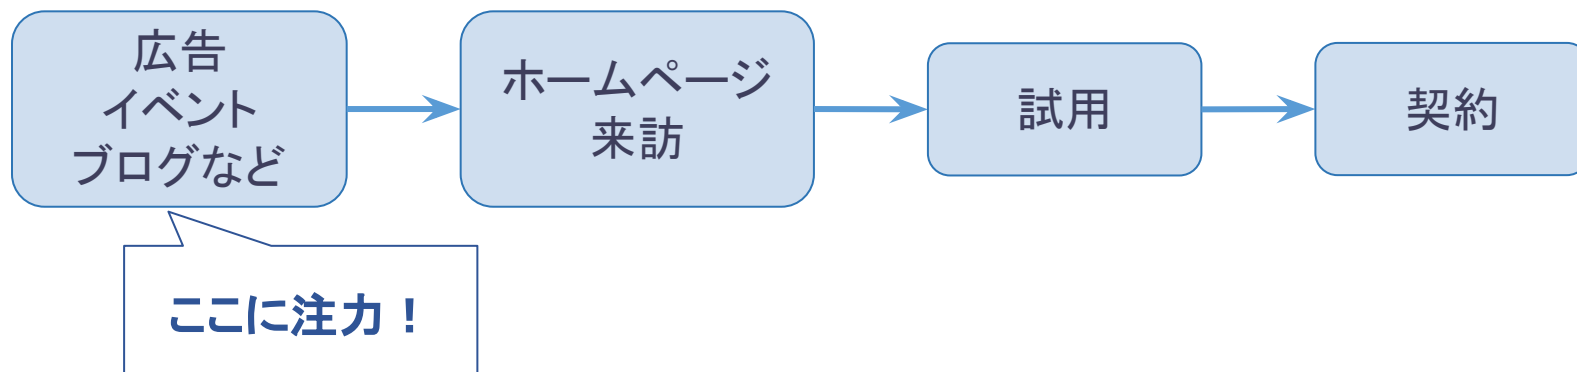 広告
イベント
ブログなど
ホームページ
来訪
試用
契約
ここに注力！